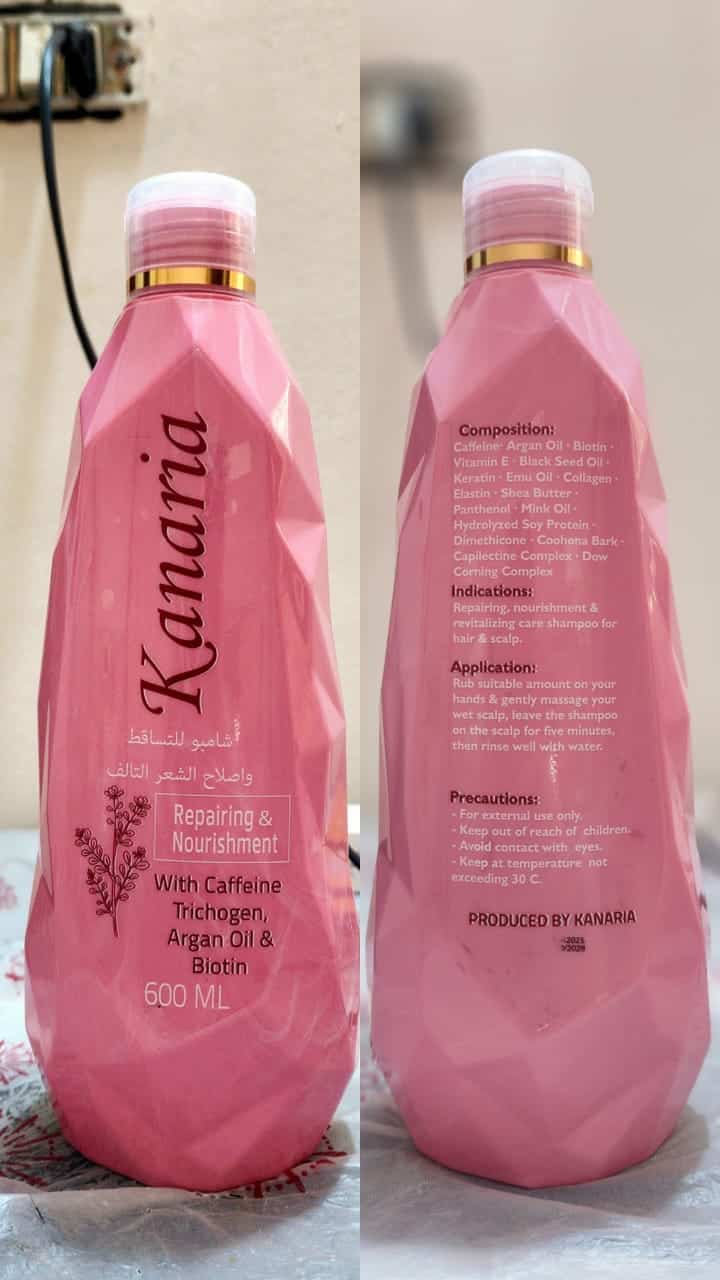 Kanaria
شامبو للتساقط
واصلاح الشعر التالف
Repairing &
Nourishment
With Caffeine
Trichogen,
Argan Oil &
Biotin
600 ML
Composition:
Caffeine· Argan Oil · Biotin ·
Vitamin E · Black Seed Oil ·
Keratin · Emu Oil · Collagen ·
Elastin · Shea Butter ·
Panthenol · Mink Oil ·
Hydrolyzed Soy Protein ·
Dimethicone · Coohona Bark ·
Capilectine Complex · Dow
Corning Complex
Indications:
Repairing, nourishment &
revitalizing care shampoo for
hair & scalp.
Application:
Rub suitable amount on your
hands & gently massage your
wet scalp, leave the shampoo
on the scalp for five minutes,
then rinse well with water.
Precautions:
- For external use only.
- Keep out of reach of children.
- Avoid contact with eyes.
- Keep at temperature not
exceeding 30 C.
PRODUCED BY KANARIA